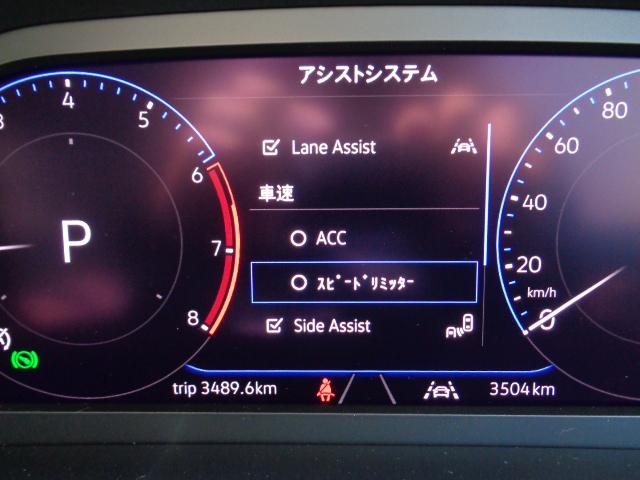 アシストシステム
3 4 5 6 7 8
P
Lane Assist
車速
ACC
ｽﾋﾟｰﾄﾞﾘﾐｯﾀｰ
Side Assist
80
60
40
20
km/h
0
trip 3489.6km
3504km